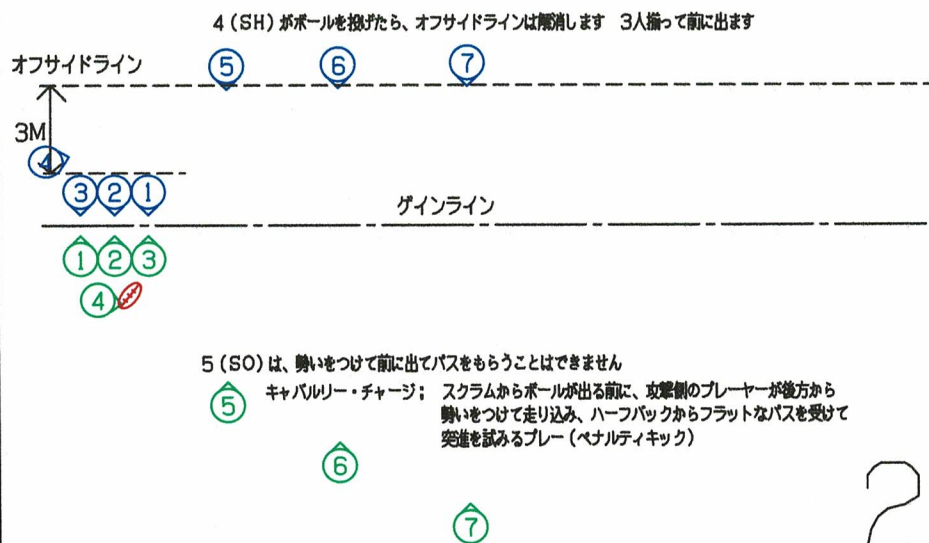 4(SH)がボールを投げたら、オフサイドラインは解消します 3人揃って前に出ます
オフサイドライン
5 6 7
3M
4
3 2 1
ゲインライン
1 2 3
4
5(SO)は、勢いをつけて前に出てパスをもらうことはできません
5
キャバルリー・チャージ; スクラムからボールが出る前に、攻撃側のプレーヤーが後方から
勢いをつけて走り込み、ハーフバックからフラットなパスを受けて
突進を試みるプレー(ペナルティキック)
6
7